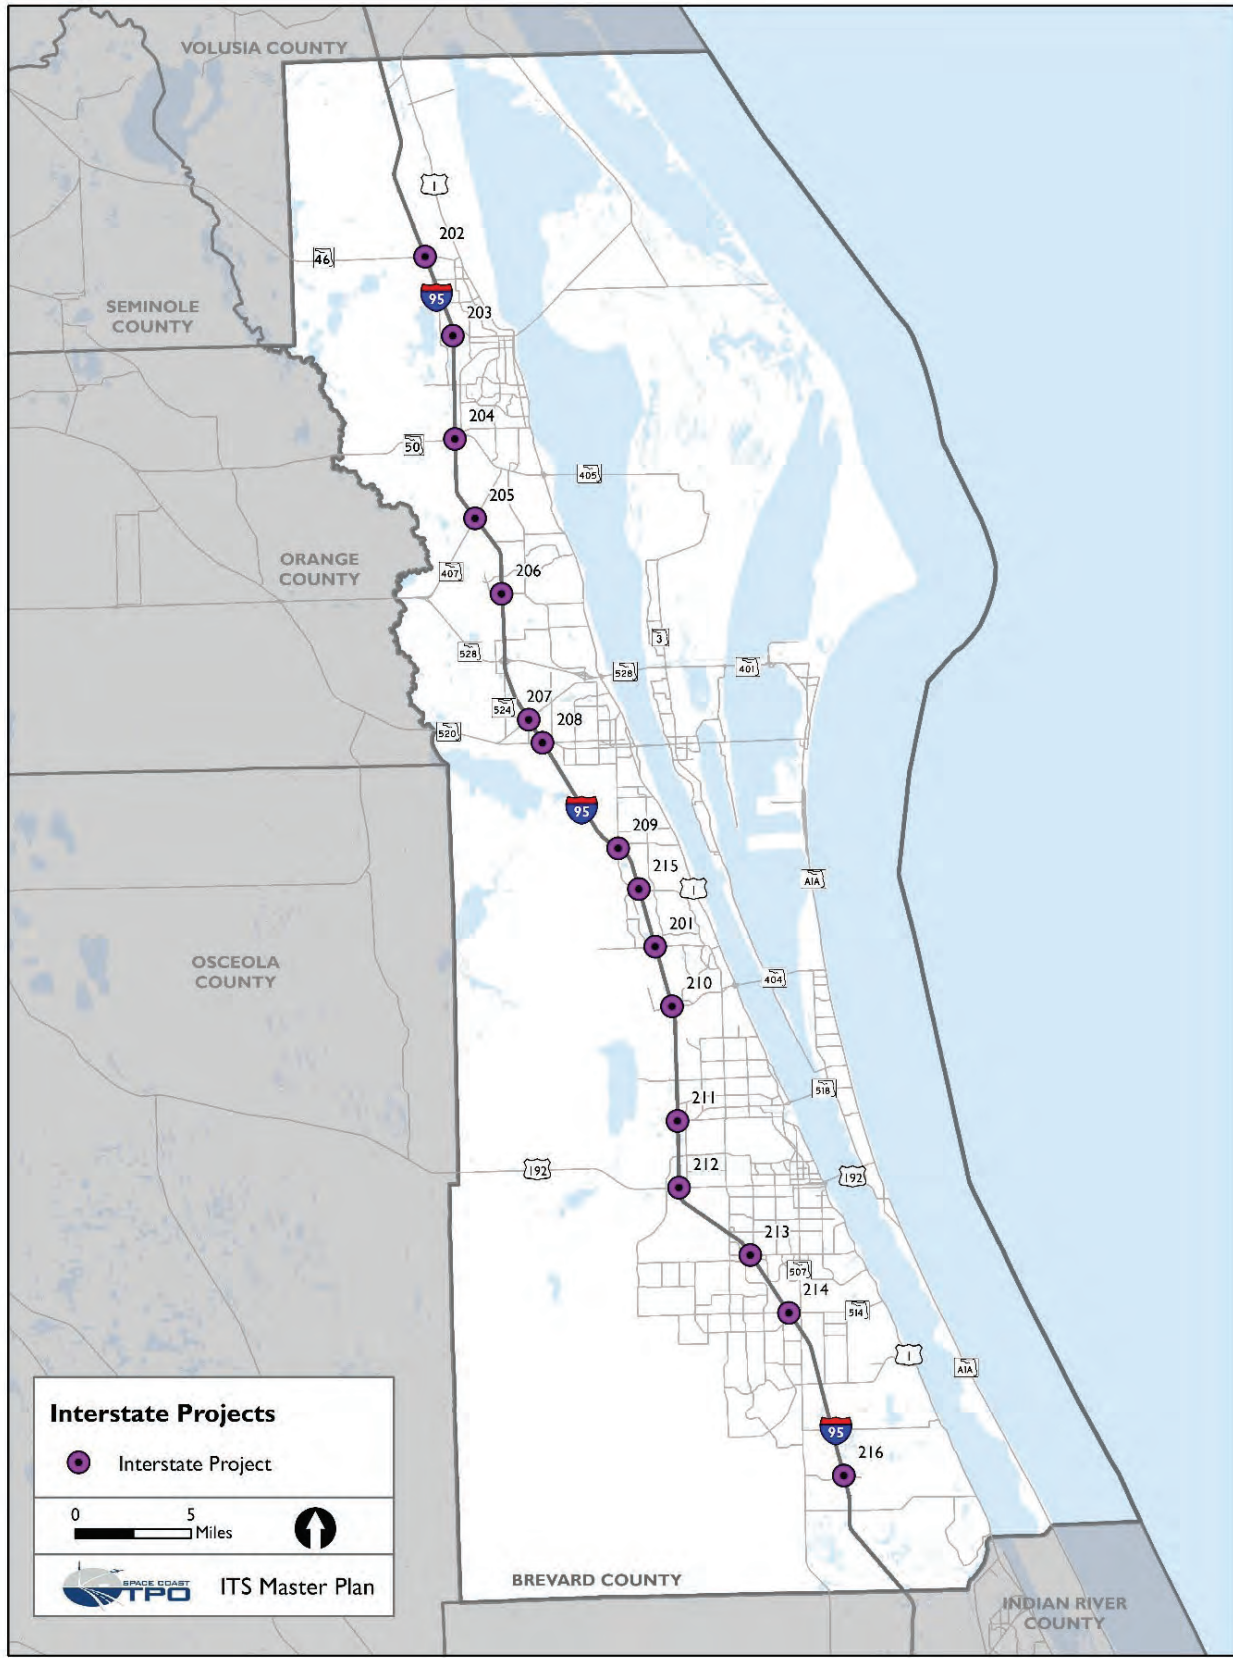 VOLUSIA COUNTY
1
202
46
95
203
SEMINOLE
COUNTY
204
50
405
205
ORANGE
COUNTY
407
206
3
528
528
401
207
524
208
520
95
209
215
1
A1A
201
OSCEOLA
COUNTY
404
210
518
211
192
212
192
213
507
214
514
1
A1A
95
216
Interstate Projects
Interstate Project
0 5
Miles
SPACE COAST
TPO
ITS Master Plan
BREVARD COUNTY
INDIAN RIVER
COUNTY